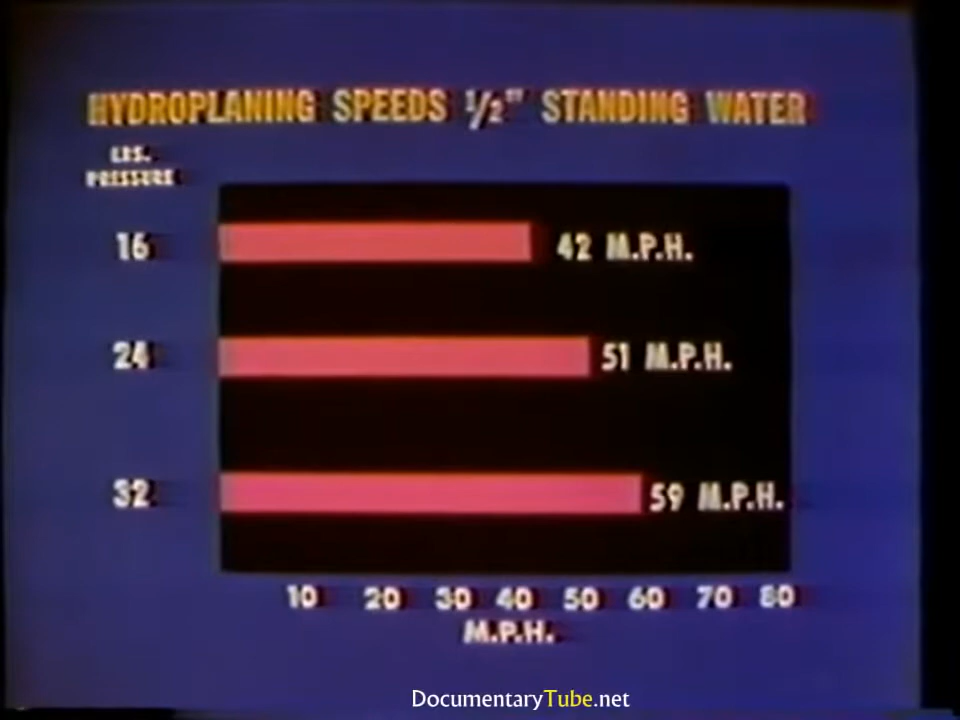 HYDROPLANING SPEEDS 1/2" STANDING WATER
LBS.
PRESSURE
16 42 M.P.H.
24 51 M.P.H.
32 59 M.P.H.
10 20 30 40 50 60 70 80
M.P.H.
DocumentaryTube.net